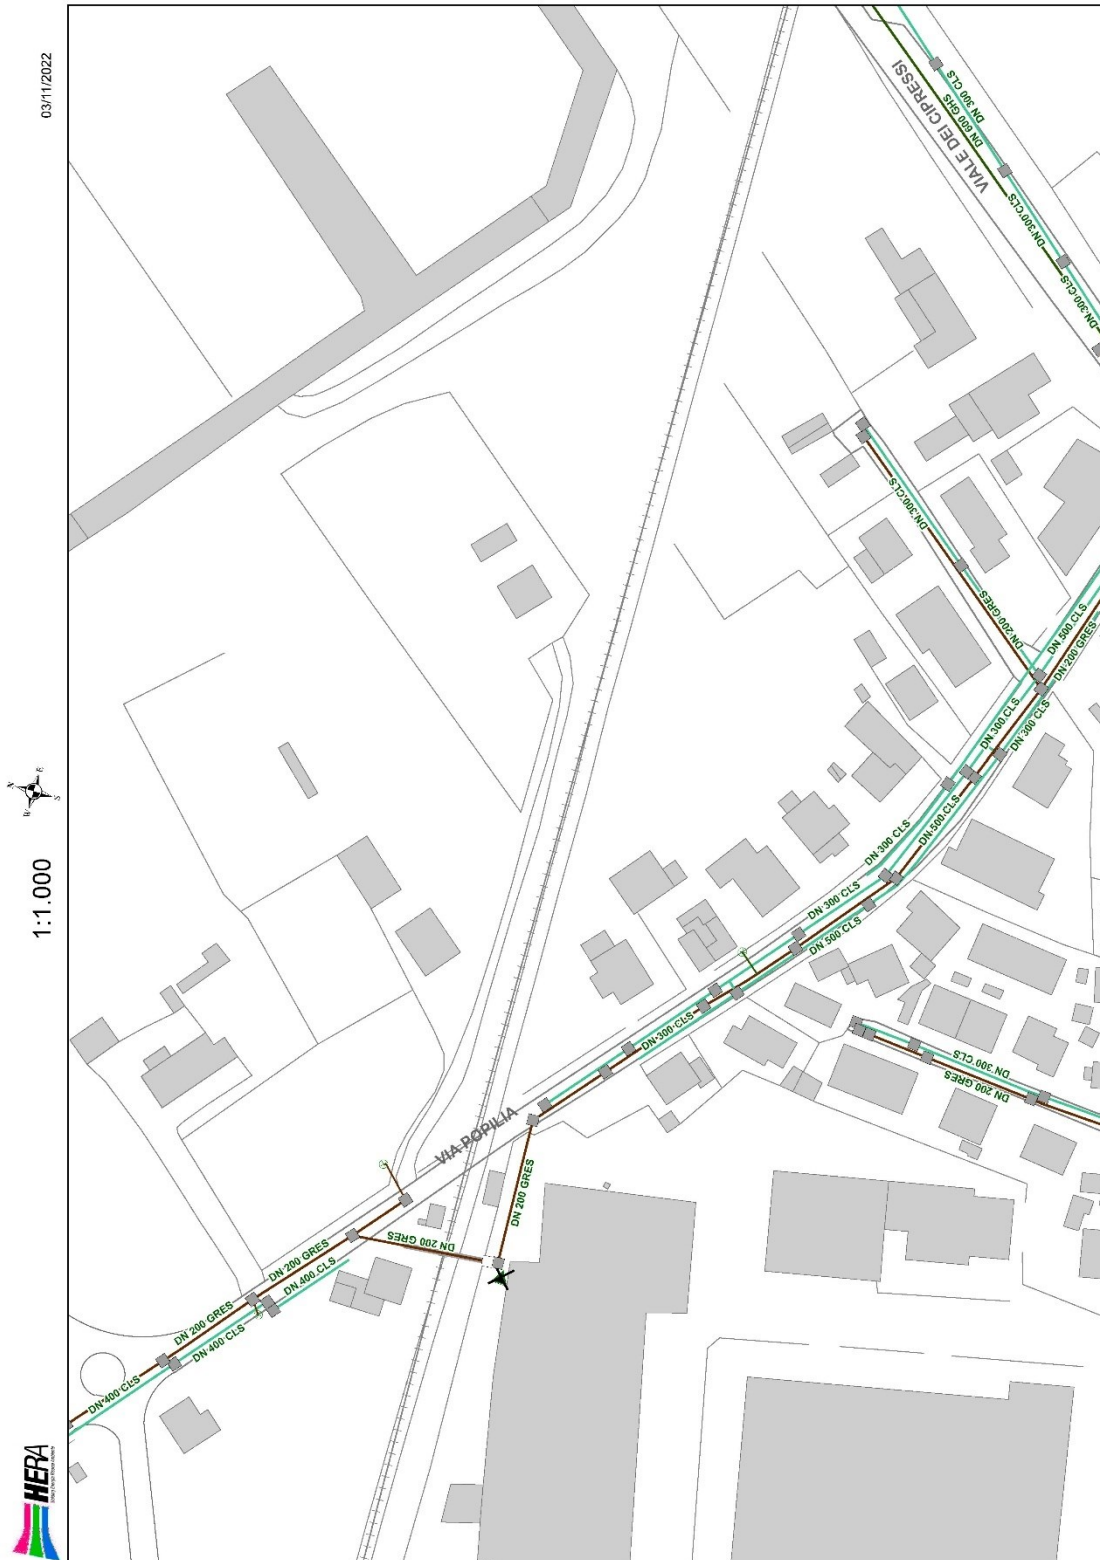 03/11/2022
1:1.000
N
W
E
S
HERA
DN 300 CLS
DN 600 GHS
VIALE DEI CIPRESSI
DN 300 CLS
DN 300 CLS
DN 300 CLS
DN 200 GRES
DN 500 CLS
DN 200 GRES
DN 300 CLS
DN 300 CLS
DN 300 CLS
DN 500 CLS
DN 300 CLS
DN 500 CLS
DN 300 CLS
DN 300 CLS
DN 200 GRES
VIA POPILIA
DN 200 GRES
DN 200 GRES
DN 200 GRES
DN 400 CLS
DN 200 GRES
DN 400 CLS
DN 400 CLS